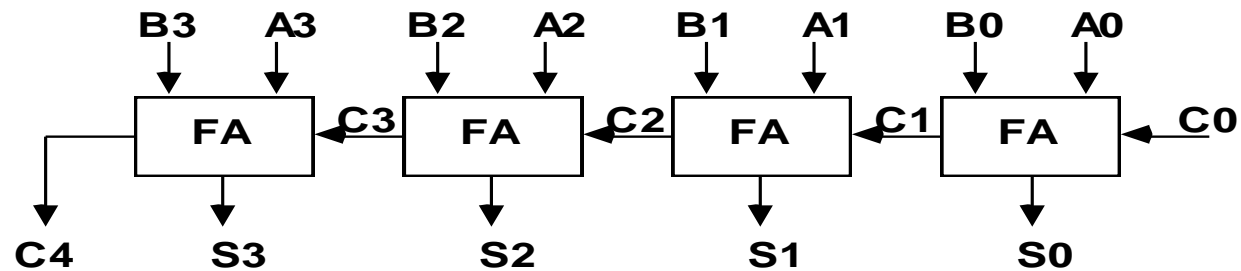 B3 A3 B2 A2 B1 A1 B0 A0
FA C3 FA C2 FA C1 FA C0
C4 S3 S2 S1 S0